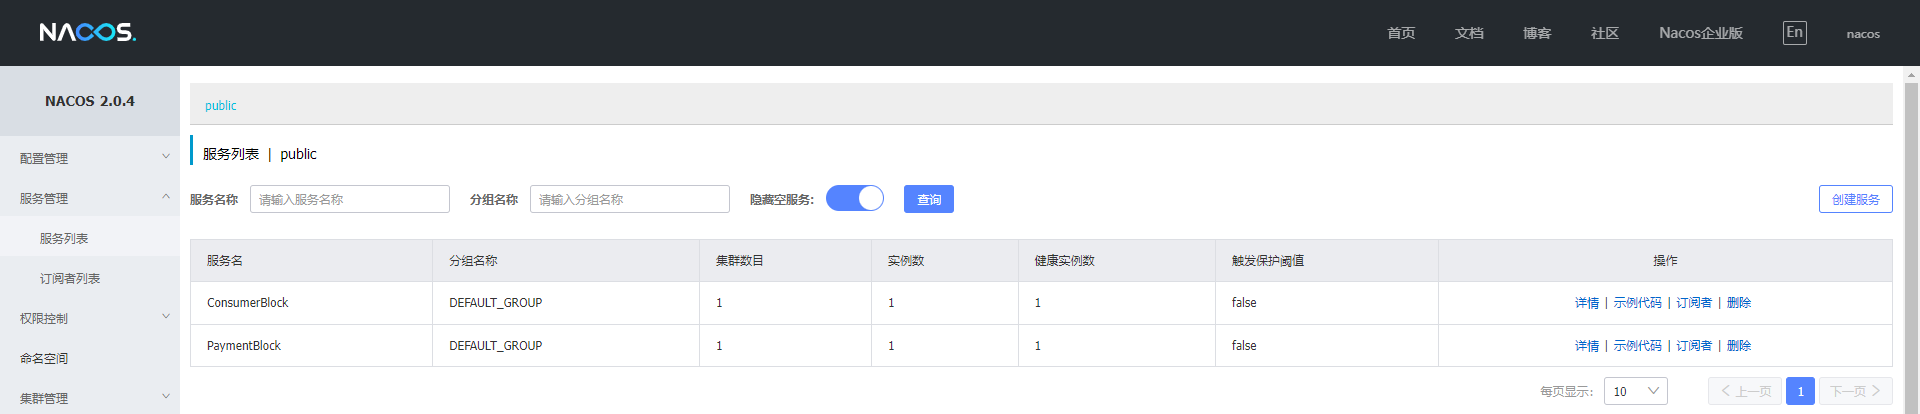 NACOS.
首页 文档 博客 社区 Nacos企业版 En nacos
NACOS 2.0.4
配置管理
服务管理
服务列表
订阅者列表
权限控制
命名空间
集群管理
public
服务列表 | public
服务名称 请输入服务名称 分组名称 请输入分组名称 隐藏空服务: 查询 创建服务
服务名 分组名称 集群数目 实例数 健康实例数 触发保护阈值 操作
ConsumerBlock DEFAULT_GROUP 1 1 1 false 详情 | 示例代码 | 订阅者 | 删除
PaymentBlock DEFAULT_GROUP 1 1 1 false 详情 | 示例代码 | 订阅者 | 删除
每页显示: 10 上一页 1 下一页